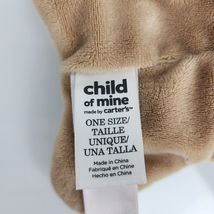 child
of mine
made by carter's™
ONE SIZE/
TAILLE
UNIQUE/
UNA TALLA
Made in China
Fabriqué en Chine
Hecho en China